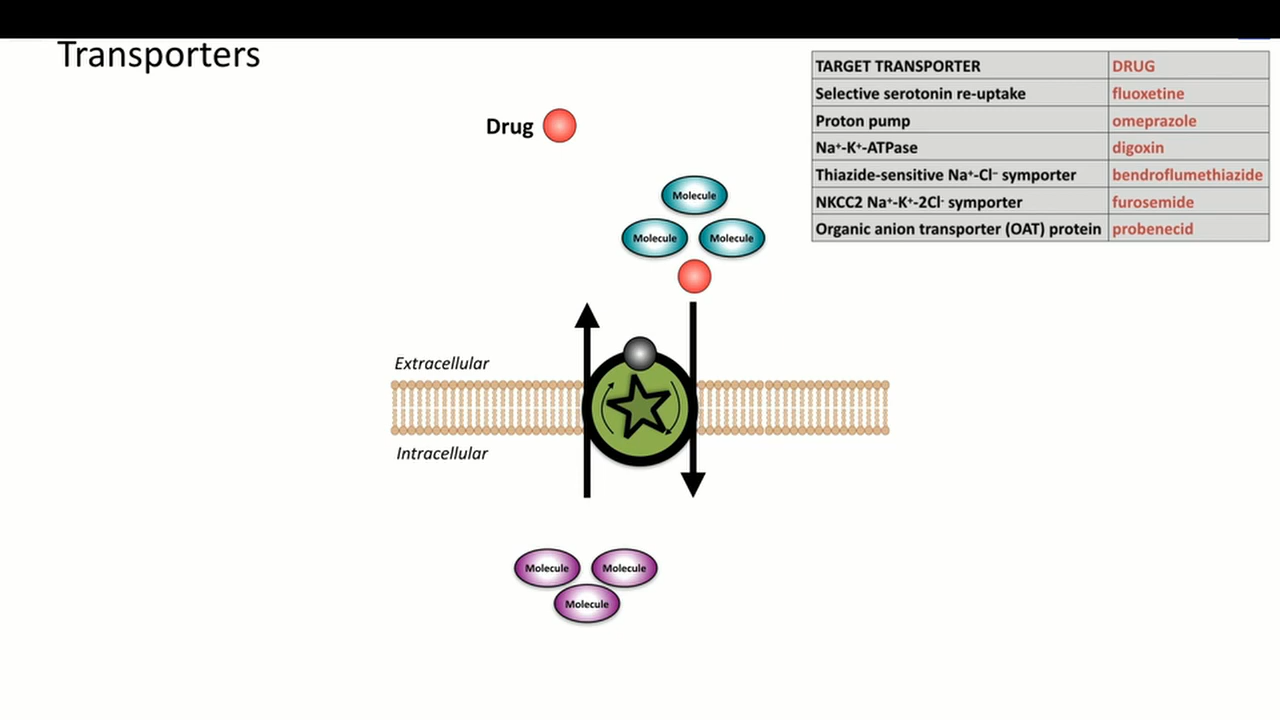 Transporters
TARGET TRANSPORTER DRUG
Selective serotonin re-uptake fluoxetine
Proton pump omeprazole
Na⁺-K⁺-ATPase digoxin
Thiazide-sensitive Na⁺-Cl⁻ symporter bendroflumethiazide
NKCC2 Na⁺-K⁺-2Cl⁻ symporter furosemide
Organic anion transporter (OAT) protein probenecid
Drug
Molecule
Molecule Molecule
Extracellular
Intracellular
Molecule Molecule
Molecule